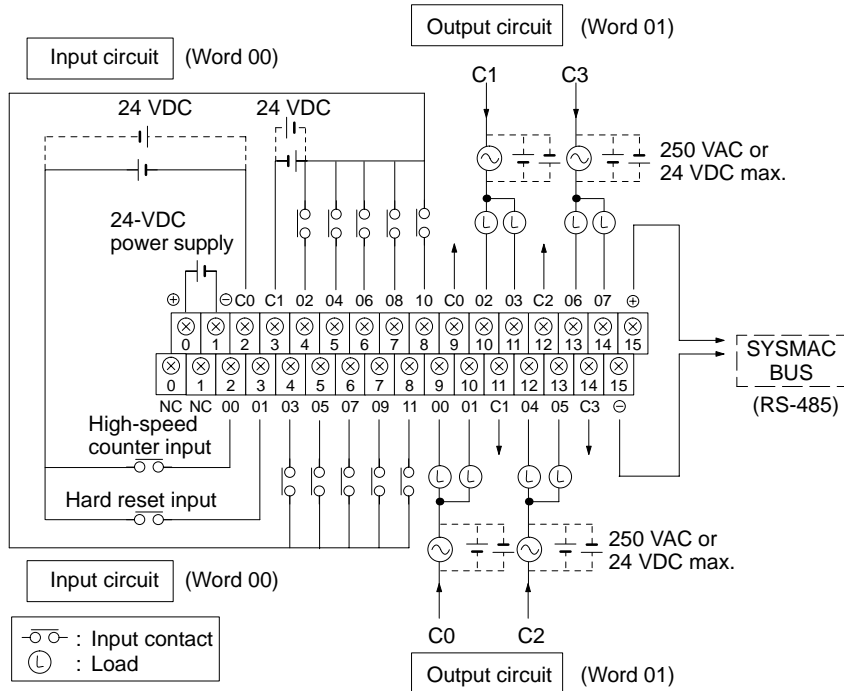 Output circuit (Word 01)
Input circuit (Word 00)
C1 C3
24 VDC 24 VDC
250 VAC or
24 VDC max.
24-VDC
power supply
⊕ ⊖ C0 C1 02 04 06 08 10 C0 02 03 C2 06 07 ⊕
0 1 2 3 4 5 6 7 8 9 10 11 12 13 14 15
0 1 2 3 4 5 6 7 8 9 10 11 12 13 14 15
NC NC 00 01 03 05 07 09 11 00 01 C1 04 05 C3 ⊖
L L L L
SYSMAC
BUS
(RS-485)
High-speed
counter input
Hard reset input
L L L L
250 VAC or
24 VDC max.
Input circuit (Word 00)
C0 C2
: Input contact
L : Load
Output circuit (Word 01)